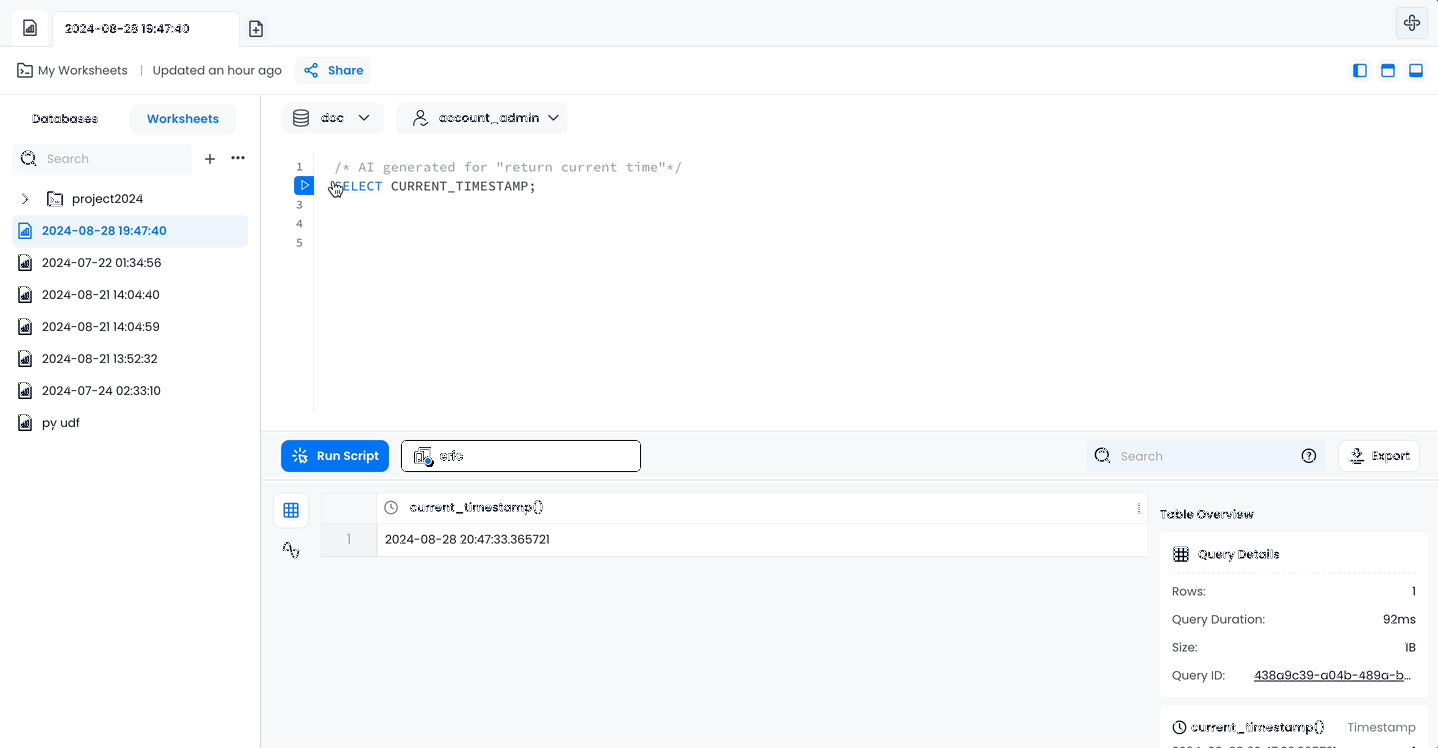 2024-08-28 19:47:40
My Worksheets | Updated an hour ago Share
Databases Worksheets
Search
project2024
2024-08-28 19:47:40
2024-07-22 01:34:56
2024-08-21 14:04:40
2024-08-21 14:04:59
2024-08-21 13:52:32
2024-07-24 02:33:10
py udf
doc account_admin
1 /* AI generated for "return current time"*/
SELECT CURRENT_TIMESTAMP;
3
4
5
Run Script eric Search Export
current_timestamp()
1 2024-08-28 20:47:33.365721
Table Overview
Query Details
Rows: 1
Query Duration: 92ms
Size: 1B
Query ID: 438a9c39-a04b-489a-b...
current_timestamp() Timestamp